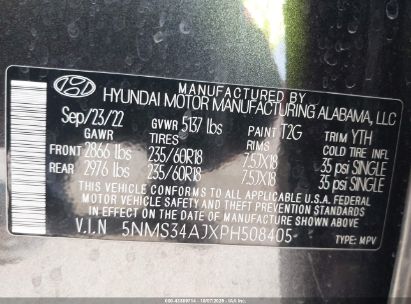 MANUFACTURED BY
HYUNDAI MOTOR MANUFACTURING ALABAMA, LLC
Sep/23/22 GVWR 5137 lbs PAINT T2G TRIM YTH
GAWR TIRES RIMS COLD TIRE INFL
FRONT 2866 lbs 235/60R18 7.5JX18 35 psi SINGLE
REAR 2976 lbs 235/60R18 7.5JX18 35 psi SINGLE
THIS VEHICLE CONFORMS TO ALL APPLICABLE U.S.A. FEDERAL
MOTOR VEHICLE SAFETY, BUMPER, AND
THEFT PREVENTION STANDARDS IN EFFECT
ON THE DATE OF MANUFACTURE SHOWN ABOVE.
V.I.N 5NMS34AJXPH508405 TYPE: MPV